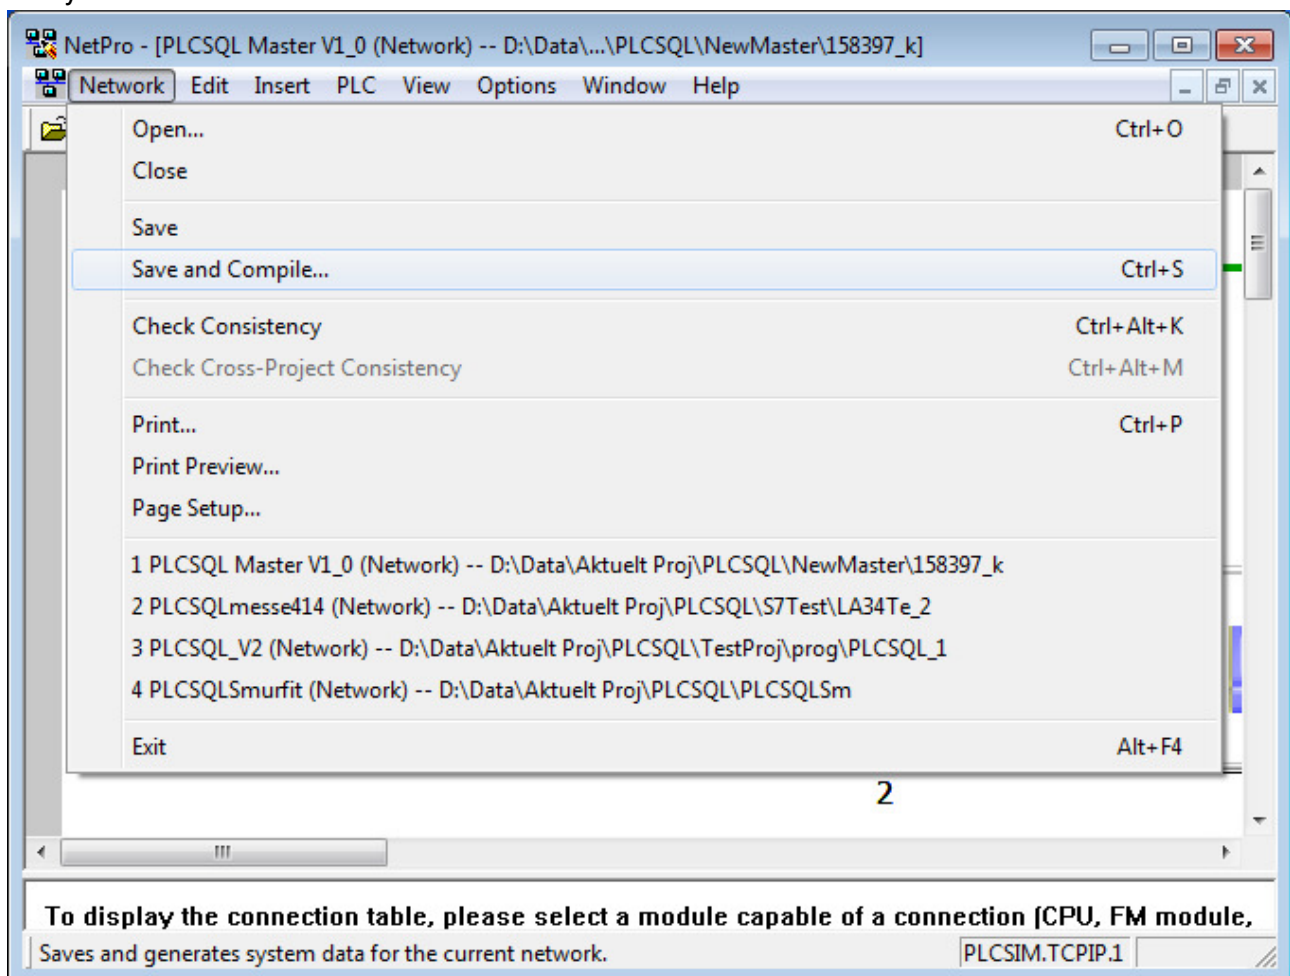 NetPro - [PLCSQL Master V1_0 (Network) -- D:\Data\...\PLCSQL\NewMaster\158397_k]
Network Edit Insert PLC View Options Window Help
Open... Ctrl+O
Close
Save
Save and Compile... Ctrl+S
Check Consistency Ctrl+Alt+K
Check Cross-Project Consistency Ctrl+Alt+M
Print... Ctrl+P
Print Preview...
Page Setup...
1 PLCSQL Master V1_0 (Network) -- D:\Data\Aktuelt Proj\PLCSQL\NewMaster\158397_k
2 PLCSQLmesse414 (Network) -- D:\Data\Aktuelt Proj\PLCSQL\S7Test\LA34Te_2
3 PLCSQL_V2 (Network) -- D:\Data\Aktuelt Proj\PLCSQL\TestProj\prog\PLCSQL_1
4 PLCSQLSmurfit (Network) -- D:\Data\Aktuelt Proj\PLCSQL\PLCSQLSm
Exit Alt+F4
2
To display the connection table, please select a module capable of a connection (CPU, FM module,
Saves and generates system data for the current network. PLCSIM.TCPIP.1